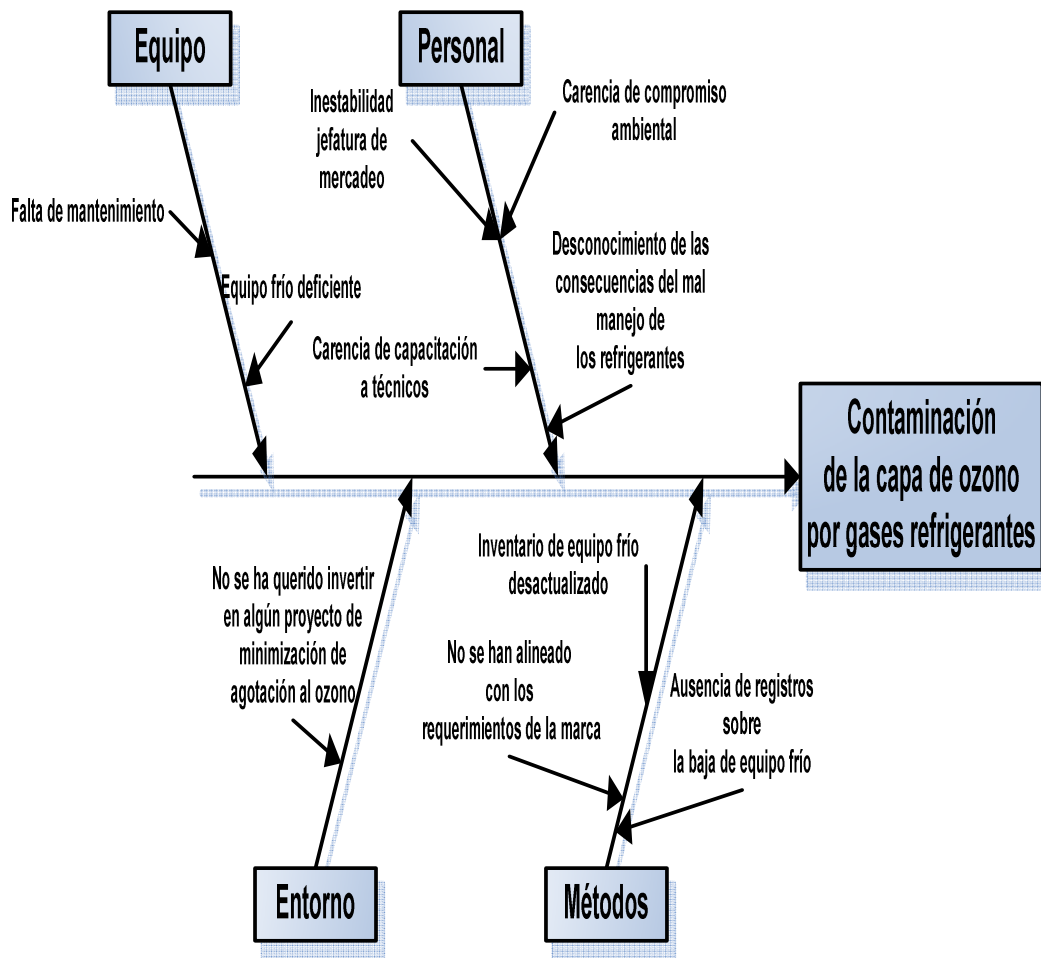 Equipo
Personal
Inestabilidad
jefatura de
mercadeo
Carencia de compromiso
ambiental
Falta de mantenimiento
Equipo frío deficiente
Desconocimiento de las
consecuencias del mal
manejo de
los refrigerantes
Carencia de capacitación
a técnicos
Contaminación
de la capa de ozono
por gases refrigerantes
No se ha querido invertir
en algún proyecto de
minimización de
agotación al ozono
Inventario de equipo frío
desactualizado
No se han alineado
con los
requerimientos de la marca
Ausencia de registros
sobre
la baja de equipo frío
Entorno
Métodos